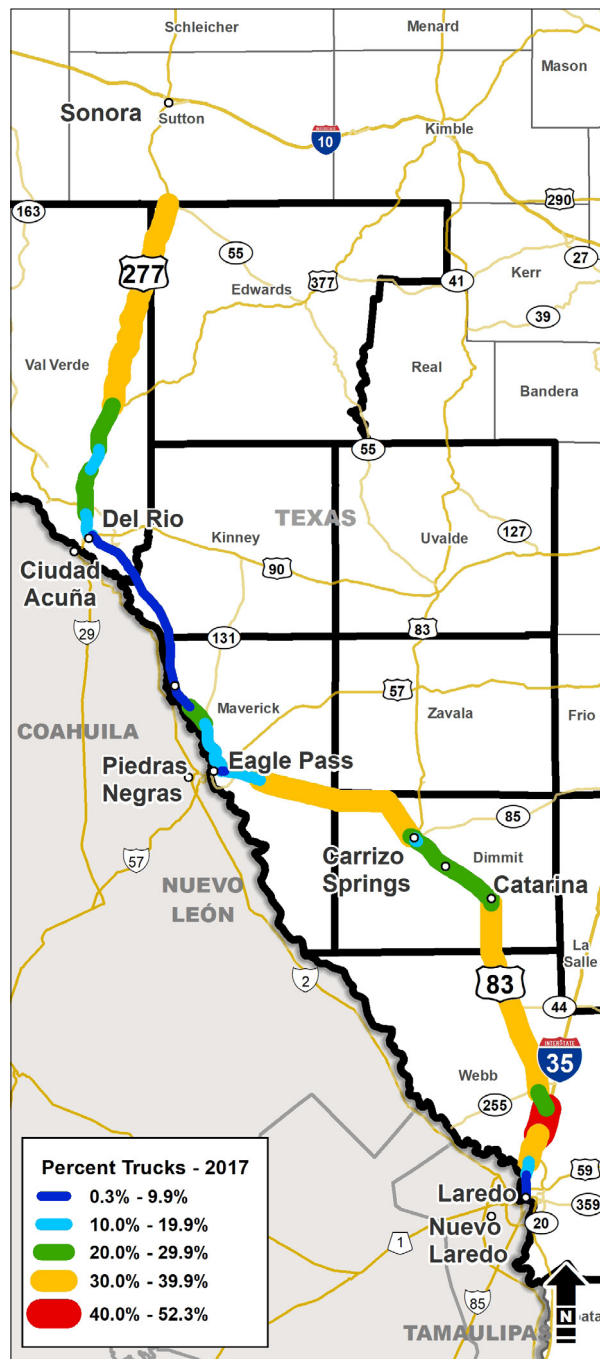 Schleicher
Menard
Mason
Sonora
Sutton
INTERSTATE
10
Kimble
163
290
277
55
377
41
Kerr
27
Edwards
39
Val Verde
Real
Bandera
55
Del Rio
TEXAS
127
Kinney
Uvalde
Ciudad
Acuña
90
29
131
83
57
Maverick
Zavala
Frio
COAHUILA
Piedras
Negras
Eagle Pass
85
Carrizo
Springs
Dimmit
57
Catarina
NUEVO
LEÓN
La
Salle
2
83
44
INTERSTATE
35
Webb
255
Percent Trucks - 2017
0.3% - 9.9%
10.0% - 19.9%
20.0% - 29.9%
30.0% - 39.9%
40.0% - 52.3%
59
Laredo
359
Nuevo
Laredo
20
1
85
N
TAMAULIPAS